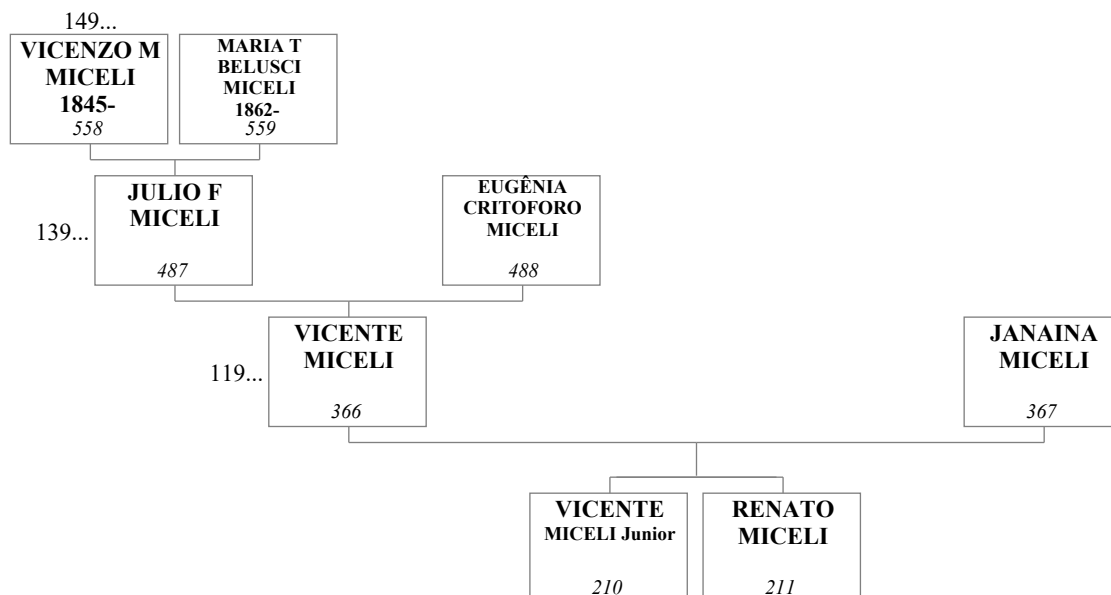 149...
VICENZO M
MICELI
1845-
558
MARIA T
BELUSCI
MICELI
1862-
559
139...
JULIO F
MICELI
487
EUGÊNIA
CRITOFORO
MICELI
488
119...
VICENTE
MICELI
366
JANAINA
MICELI
367
VICENTE
MICELI Junior
210
RENATO
MICELI
211